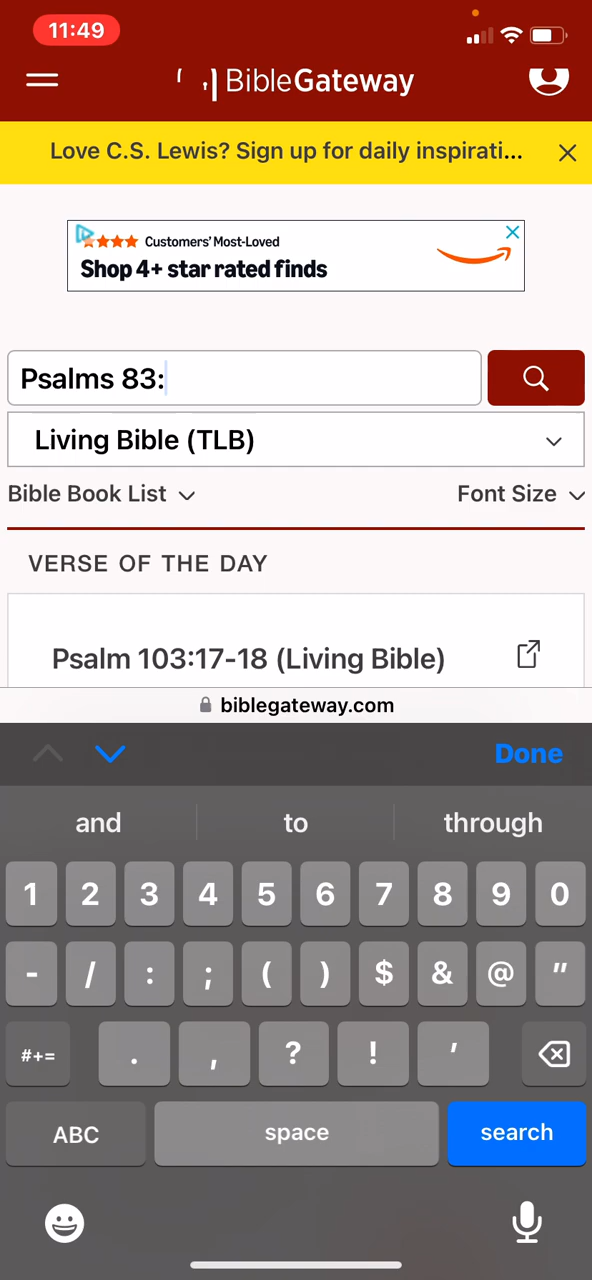 11:49
BibleGateway
Love C.S. Lewis? Sign up for daily inspirati...
Customers' Most-Loved
Shop 4+ star rated finds
Psalms 83:
Living Bible (TLB)
Bible Book List
Font Size
VERSE OF THE DAY
Psalm 103:17-18 (Living Bible)
biblegateway.com
Done
and to through
1 2 3 4 5 6 7 8 9 0
- / : ; ( ) $ & @ "
#+= . , ? ! '
ABC space search